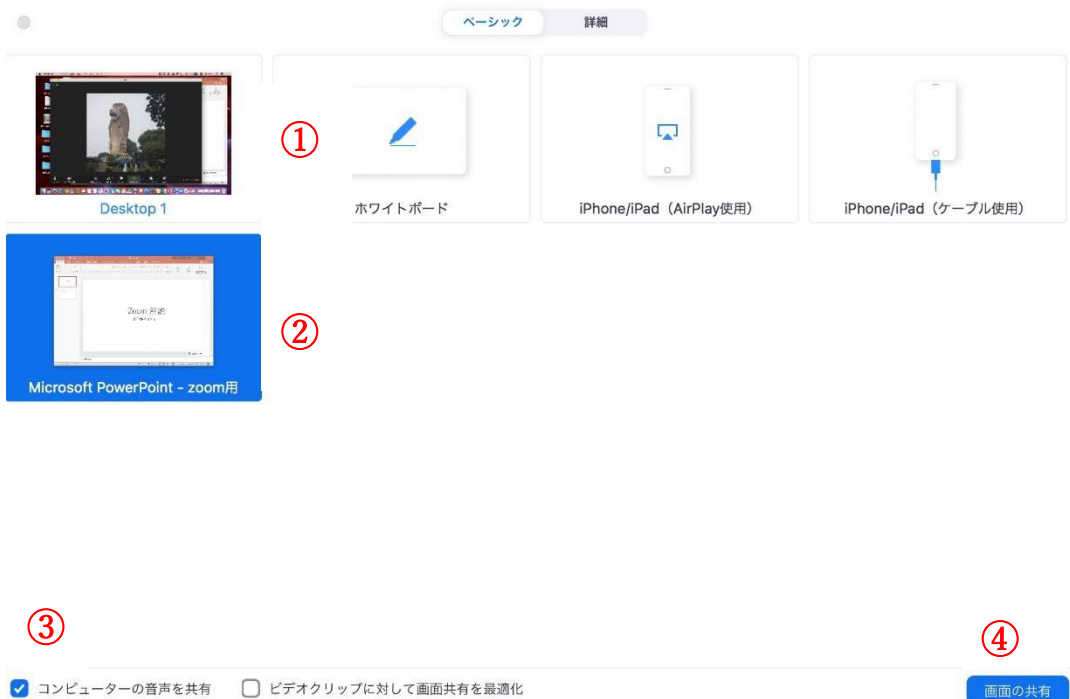 ベーシック 詳細
①
Desktop 1
ホワイトボード
iPhone/iPad（AirPlay使用）
iPhone/iPad（ケーブル使用）
Zoom 解説
②
Microsoft PowerPoint - zoom用
③
④
コンピューターの音声を共有
ビデオクリップに対して画面共有を最適化
画面の共有